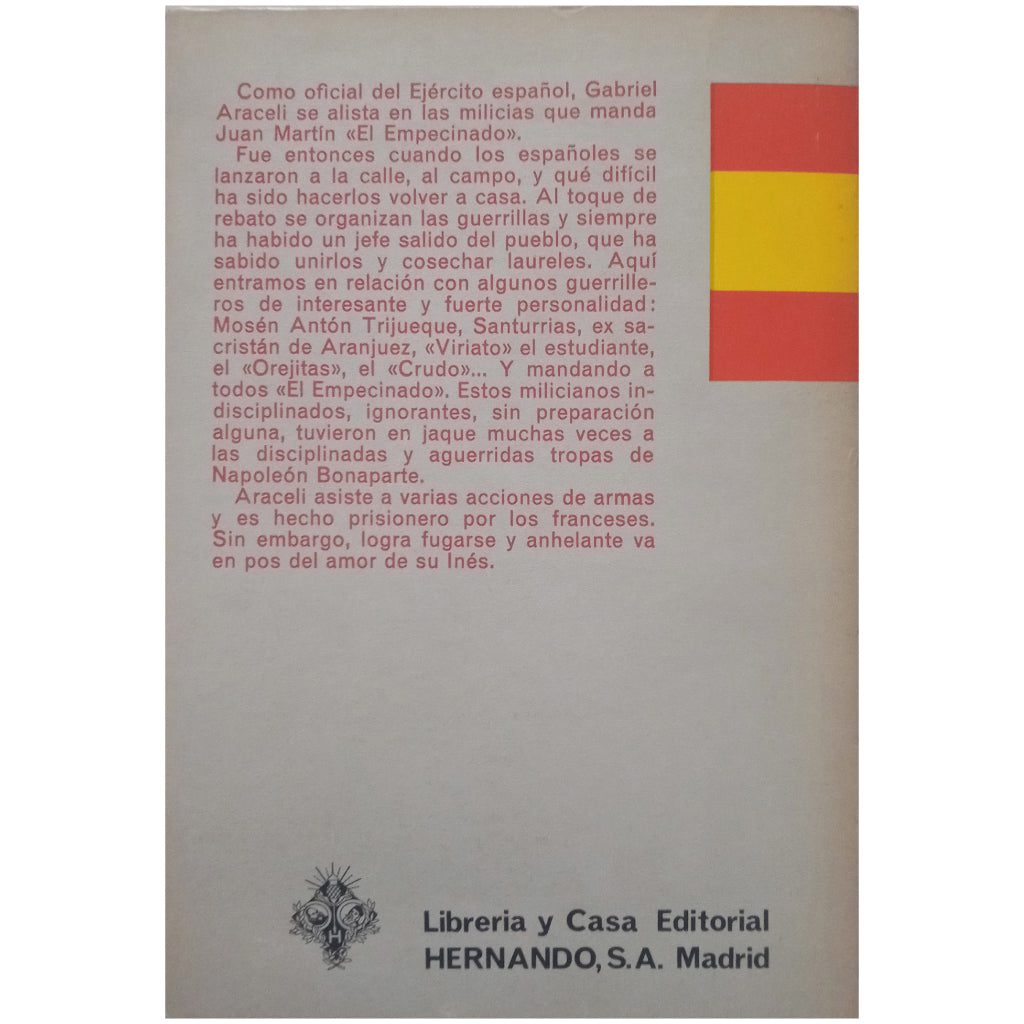 Como oficial del Ejército español, Gabriel
Araceli se alista en las milicias que manda
Juan Martín «El Empecinado».
Fue entonces cuando los españoles se
lanzaron a la calle, al campo, y qué difícil
ha sido hacerlos volver a casa. Al toque de
rebato se organizan las guerrillas y siempre
ha habido un jefe salido del pueblo, que ha
sabido unirlos y cosechar laureles. Aquí
entramos en relación con algunos guerrille-
ros de interesante y fuerte personalidad:
Mosén Antón Trijueque, Santurrias, ex sa-
cristán de Aranjuez, «Viriato» el estudiante,
el «Orejitas», el «Crudo»... Y mandando a
todos «El Empecinado». Estos milicianos in-
disciplinados, ignorantes, sin preparación
alguna, tuvieron en jaque muchas veces a
las disciplinadas y aguerridas tropas de
Napoleón Bonaparte.
Araceli asiste a varias acciones de armas
y es hecho prisionero por los franceses.
Sin embargo, logra fugarse y anhelante va
en pos del amor de su Inés.
H
Libreria y Casa Editorial
HERNANDO, S.A. Madrid